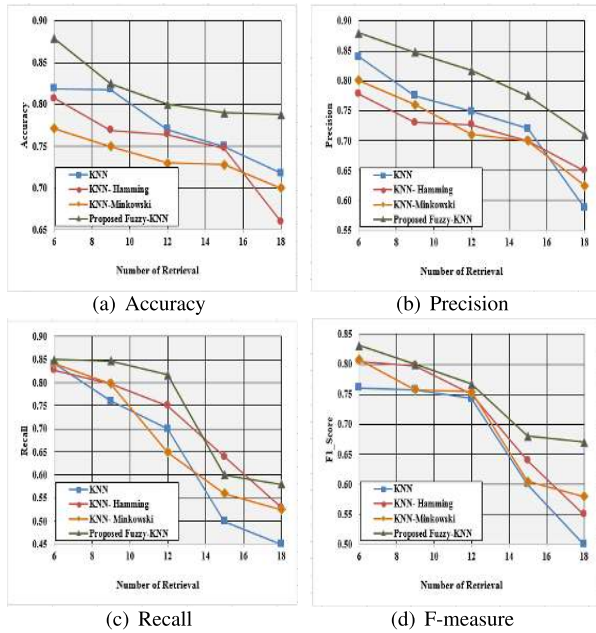 0.90
0.85
0.80
Accuracy
0.75
0.70
0.65
KNN
KNN- Hamming
KNN-Minkowski
Proposed Fuzzy-KNN
6 8 10 12 14 16 18
Number of Retrieval
(a) Accuracy
0.90
0.85
0.80
0.75
Precision
0.70
0.65
0.60
0.55
KNN
KNN- Hamming
KNN-Minkowski
Proposed Fuzzy-KNN
6 8 10 12 14 16 18
Number of Retrieval
(b) Precision
0.90
0.85
0.80
0.75
0.70
Recall
0.65
0.60
0.55
0.50
0.45
KNN
KNN- Hamming
KNN- Minkowski
Proposed Fuzzy-KNN
6 8 10 12 14 16 18
Number of Retrieval
(c) Recall
0.85
0.80
0.75
0.70
F1_Score
0.65
0.60
0.55
0.50
KNN
KNN- Hamming
KNN-Minkowski
Proposed Fuzzy-KNN
6 8 10 12 14 16 18
Number of Retrieval
(d) F-measure